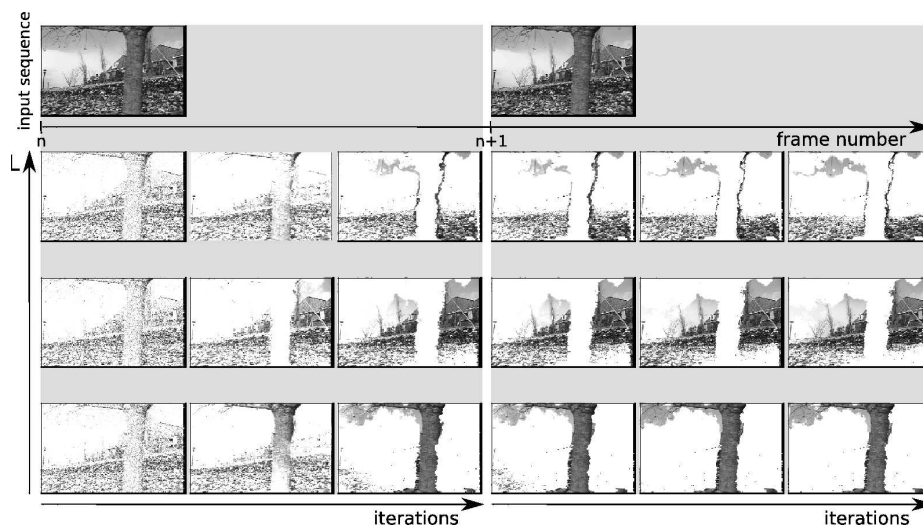 input sequence
n
n+1
frame number
L
iterations
iterations